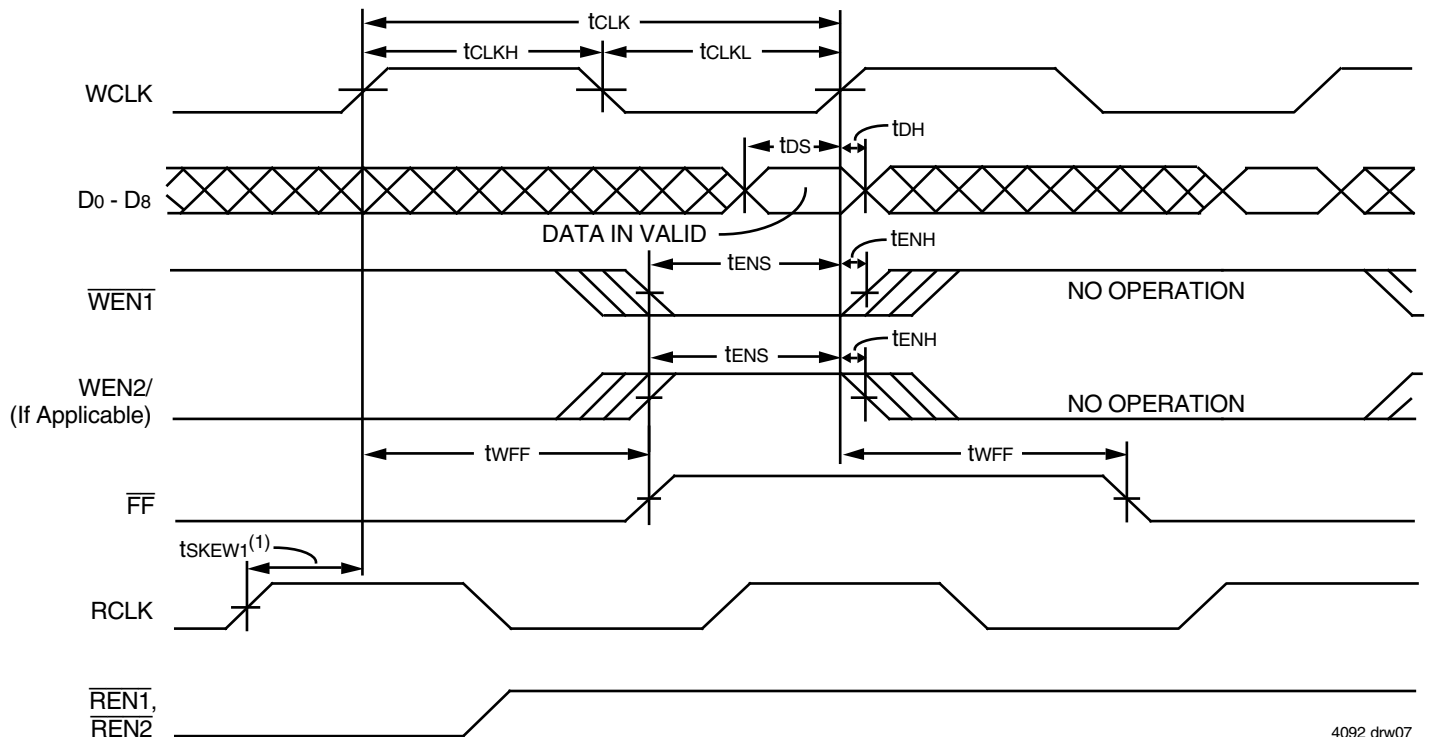 tCLK
tCLKH
tCLKL
WCLK
tDH
tDS
D0 - D8
DATA IN VALID
tENH
tENS
WEN1
NO OPERATION
tENH
tENS
WEN2/
(If Applicable)
NO OPERATION
tWFF
tWFF
FF
tSKEW1(1)
RCLK
REN1,
REN2
4092 drw07